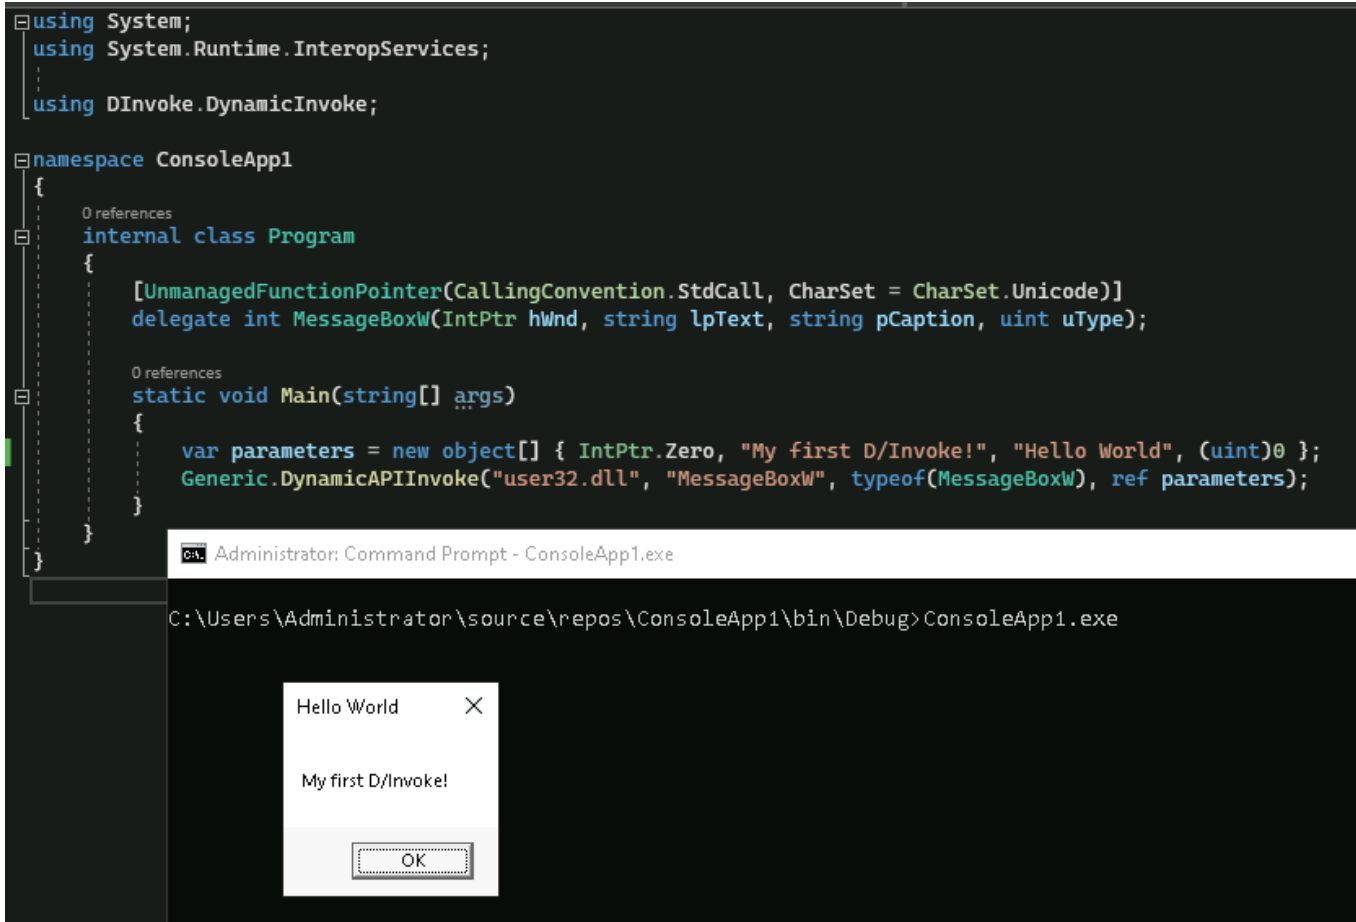 using System;
using System.Runtime.InteropServices;
using DInvoke.DynamicInvoke;
namespace ConsoleApp1
{
0 references
internal class Program
{
[UnmanagedFunctionPointer(CallingConvention.StdCall, CharSet = CharSet.Unicode)]
delegate int MessageBoxW(IntPtr hWnd, string lpText, string pCaption, uint uType);
0 references
static void Main(string[] args)
{
var parameters = new object[] { IntPtr.Zero, "My first D/Invoke!", "Hello World", (uint)0 };
Generic.DynamicAPIInvoke("user32.dll", "MessageBoxW", typeof(MessageBoxW), ref parameters);
}
}
}
Administrator: Command Prompt - ConsoleApp1.exe
C:\Users\Administrator\source\repos\ConsoleApp1\bin\Debug>ConsoleApp1.exe
Hello World
My first D/Invoke!
OK